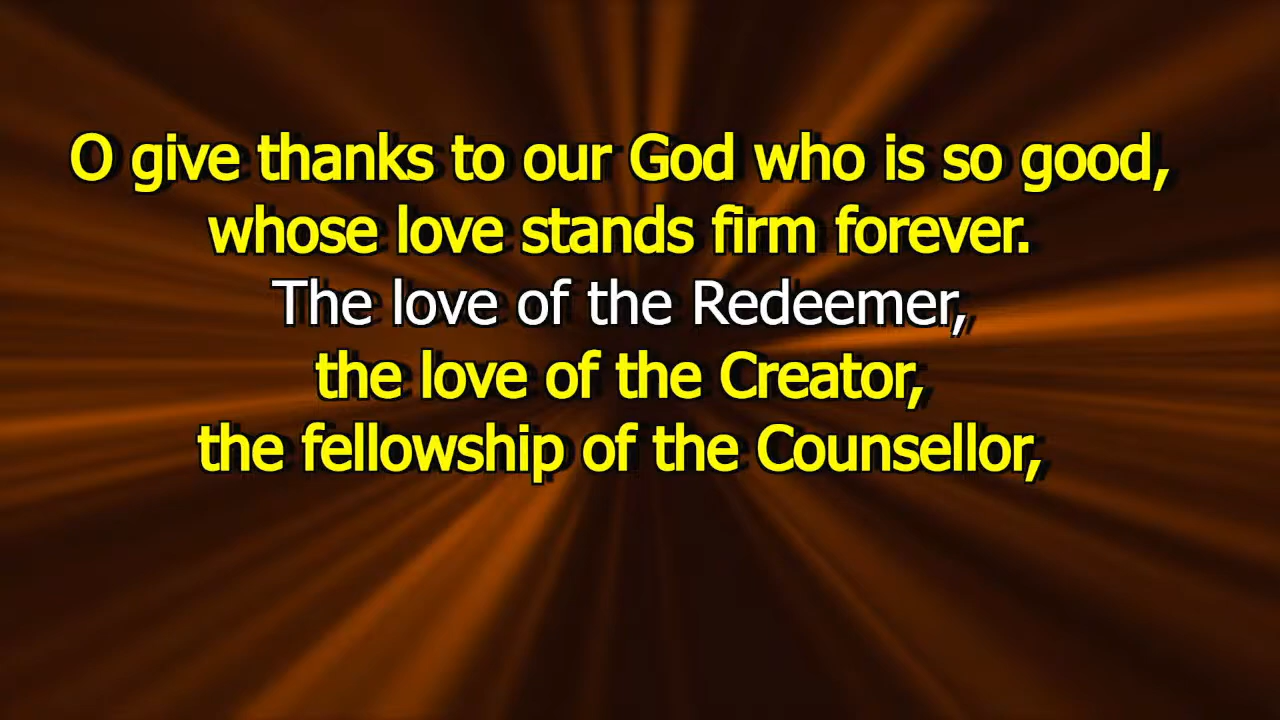 O give thanks to our God who is so good,
whose love stands firm forever.
The love of the Redeemer,
the love of the Creator,
the fellowship of the Counsellor,